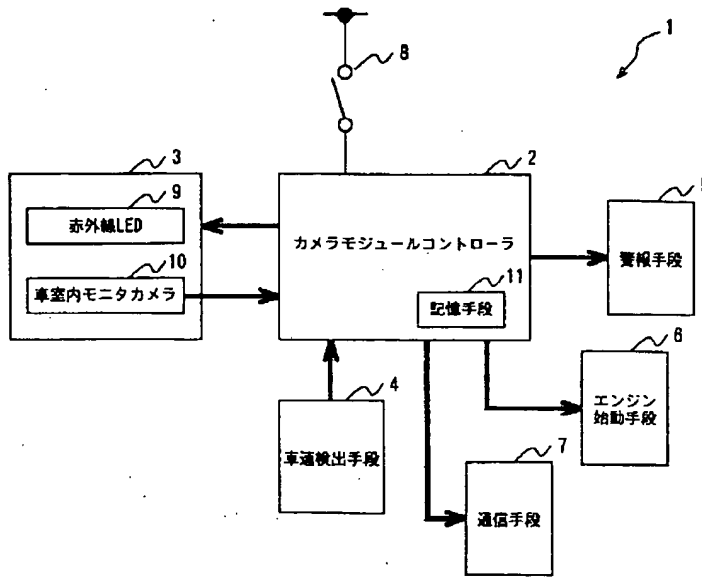 1
8
3
9
赤外線LED
10
車室内モニタカメラ
2
カメラモジュールコントローラ
11
記憶手段
警報手段
6
エンジン
始動手段
4
車速検出手段
7
通信手段